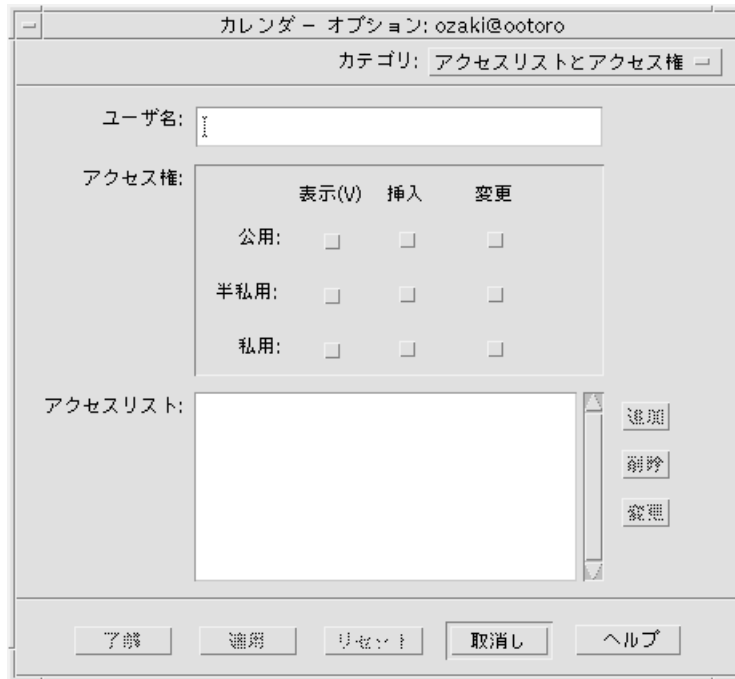 カレンダ － オプション: ozaki@ootoro
カテゴリ: アクセスリストとアクセス権
ユーザ名:
アクセス権:
表示(V) 挿入 変更
公用:
半私用:
私用:
アクセスリスト:
追加
削除
変更
了解 適用 リセット 取消し ヘルプ